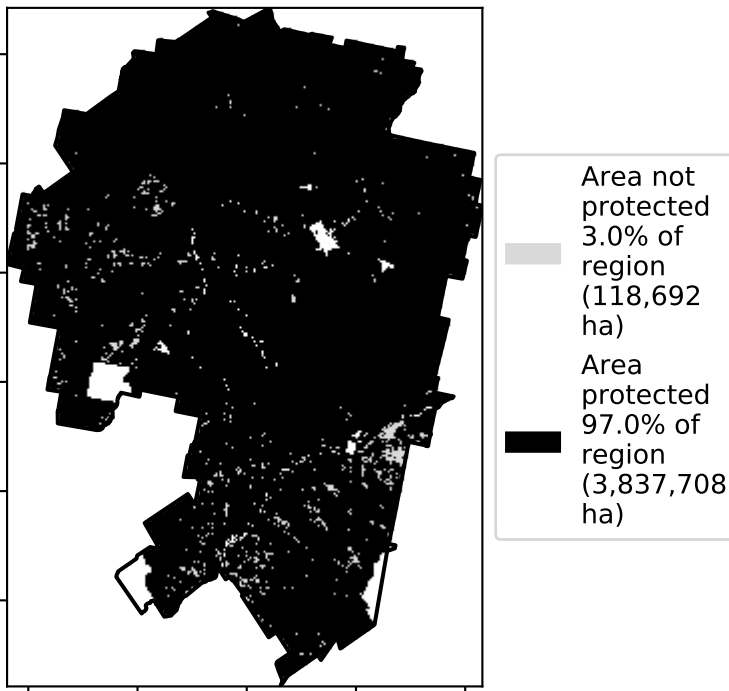 Area not
protected
3.0% of
region
(118,692
ha)
Area
protected
97.0% of
region
(3,837,708
ha)